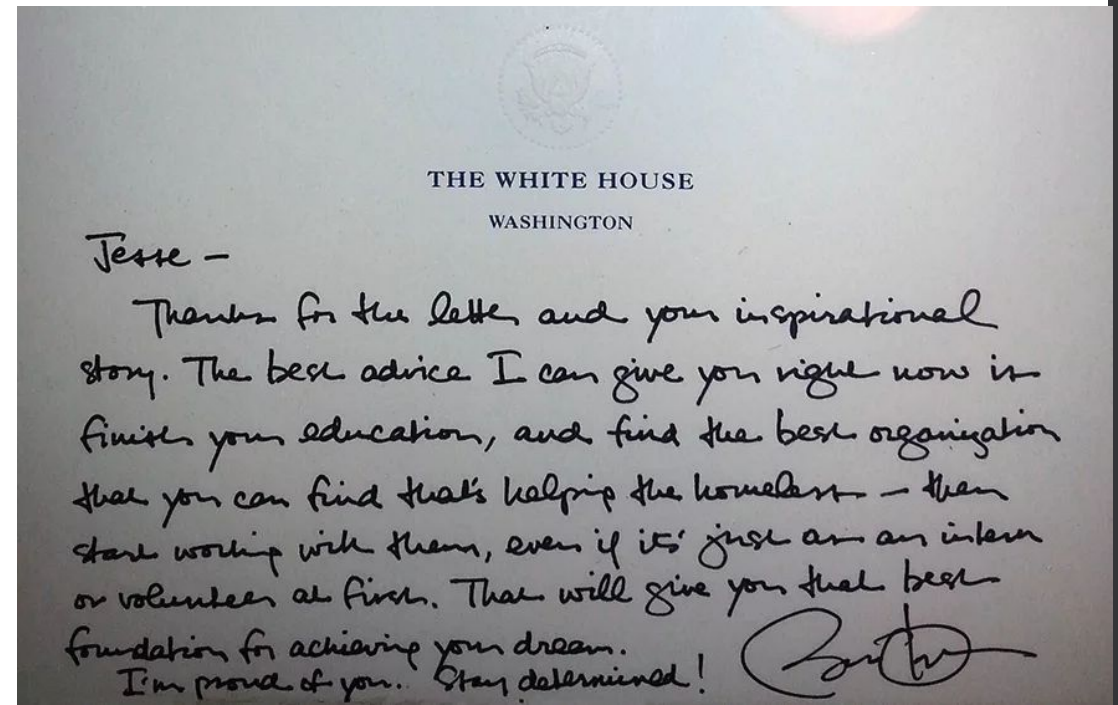 THE WHITE HOUSE
WASHINGTON
Jesse –
Thanks for the letter and your inspirational
story. The best advice I can give you right now is
finish your education, and find the best organization
that you can find that's helping the homeless – then
start working with them, even if it's just as an intern
or volunteer at first. That will give you that best
foundation for achieving your dream.
I'm proud of you. Stay determined!